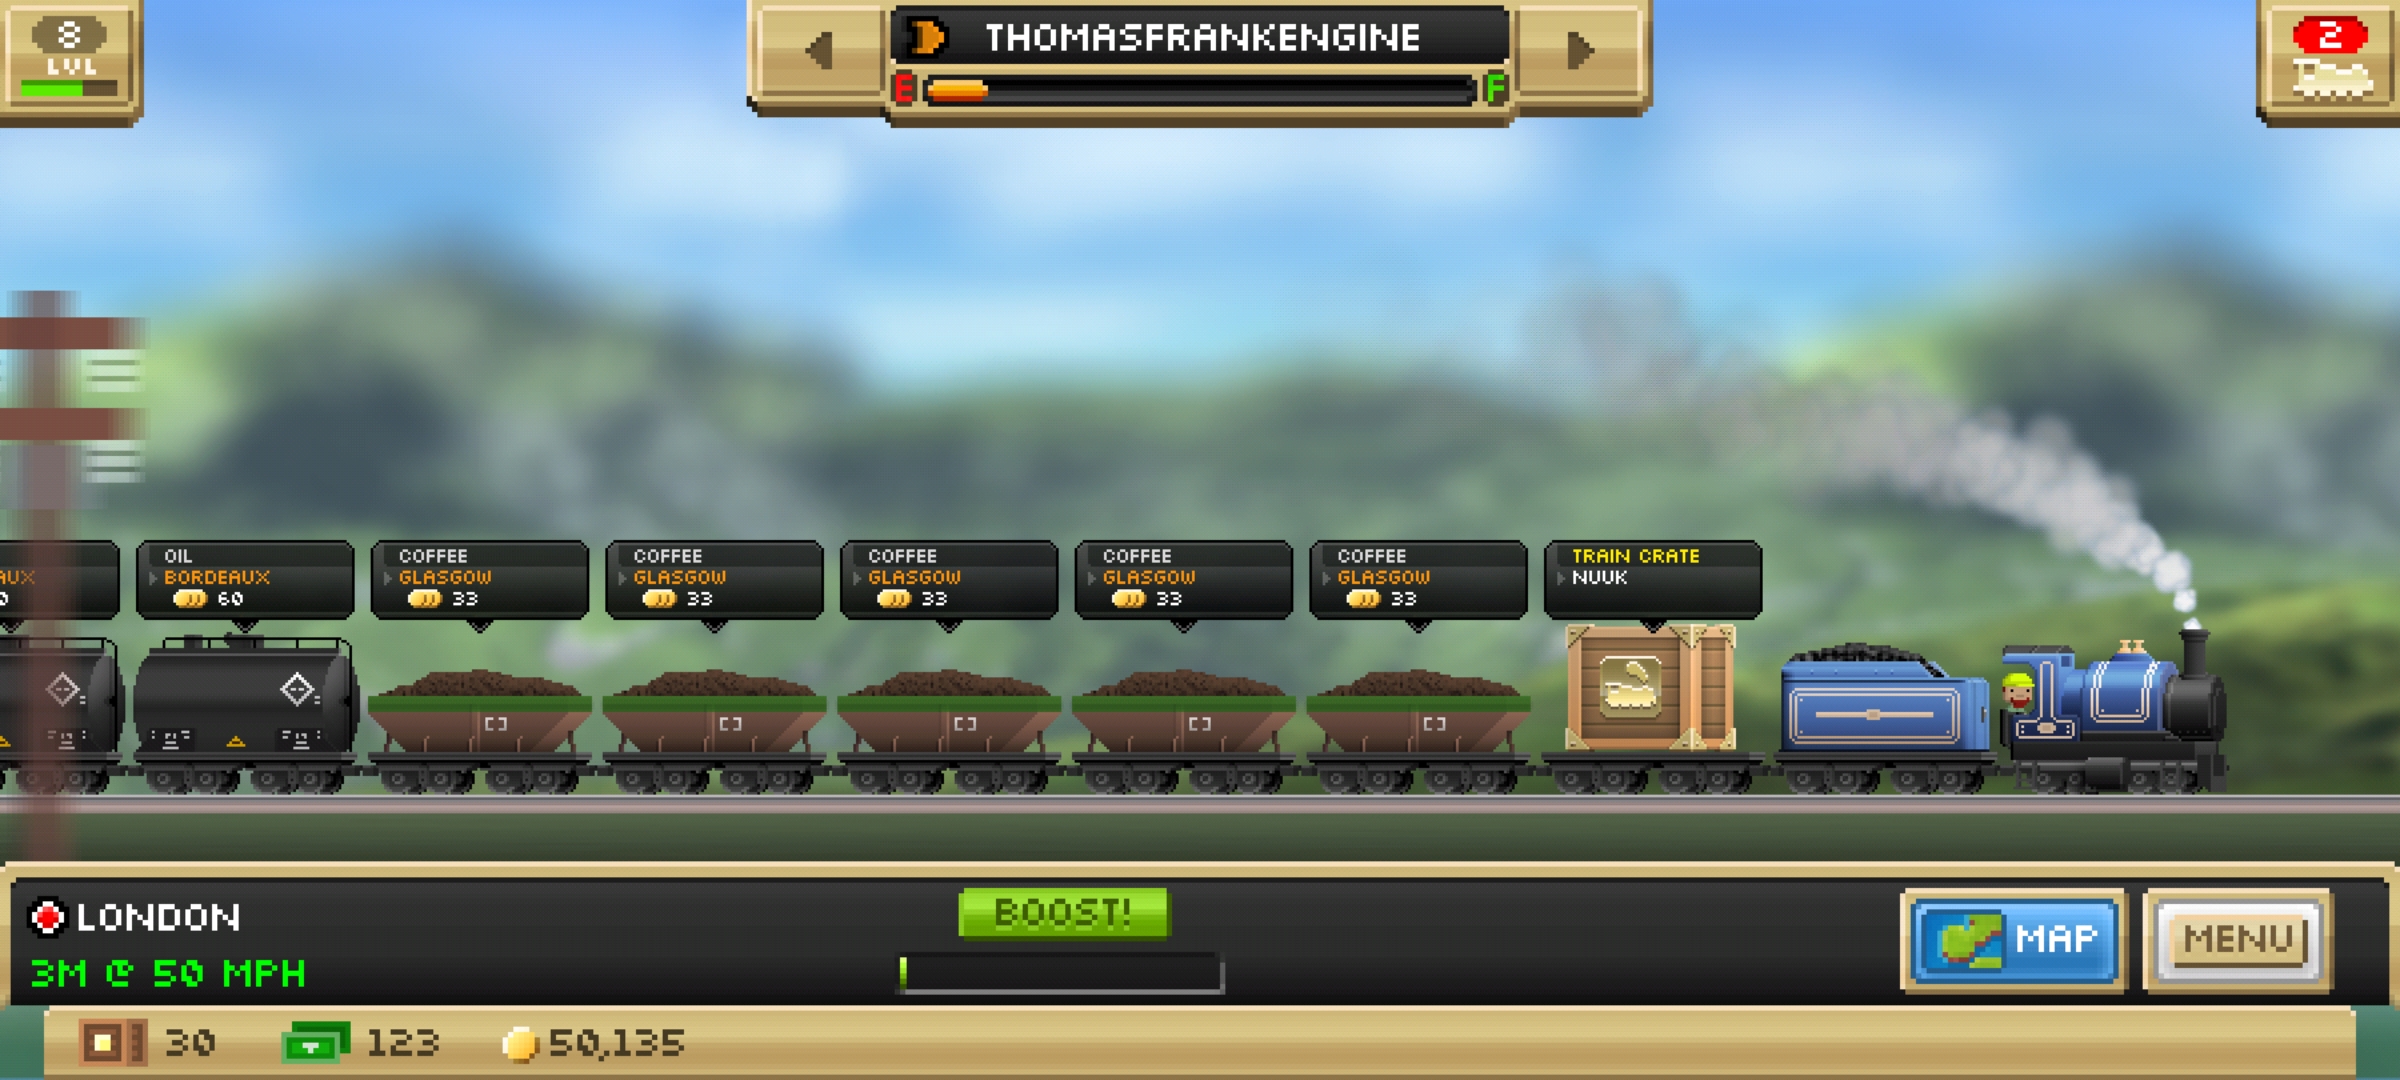 8
LVL
THOMASFRANKENGINE
E F
2
OIL
BORDEAUX
60
COFFEE
GLASGOW
33
COFFEE
GLASGOW
33
COFFEE
GLASGOW
33
COFFEE
GLASGOW
33
COFFEE
GLASGOW
33
TRAIN CRATE
NUUK
LONDON
3M @ 50 MPH
BOOST!
MAP
MENU
30
123
50,135